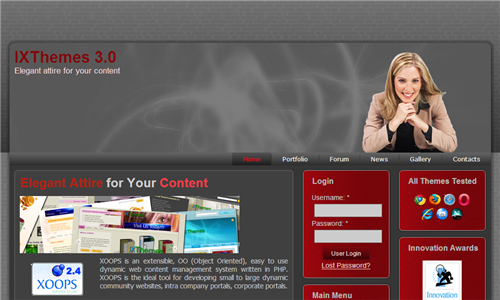 IXThemes 3.0
Elegant attire for your content
Home Portfolio Forum News Gallery Contacts
Elegant Attire for Your Content
XOOPS is an extensible, OO (Object Oriented), easy to use
dynamic web content management system written in PHP.
XOOPS is the ideal tool for developing small to large dynamic
community websites, intra company portals, corporate portals.
2.4
XOOPS
Login
Username: *
Password: *
User Login
Lost Password?
Main Menu
All Themes Tested
Innovation Awards
Innovation